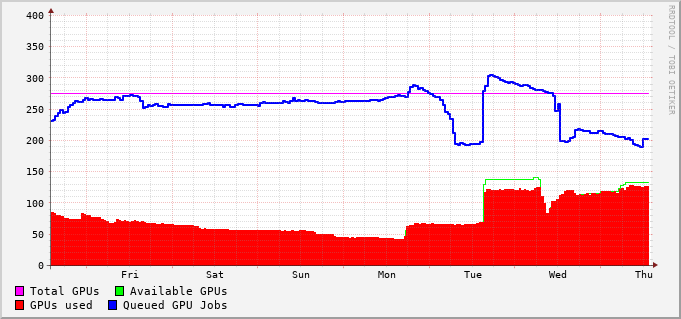 400
350
300
250
200
150
100
50
0
Fri Sat Sun Mon Tue Wed Thu
Total GPUs Available GPUs
GPUs used Queued GPU Jobs
RRDTOOL / TOBI OETIKER